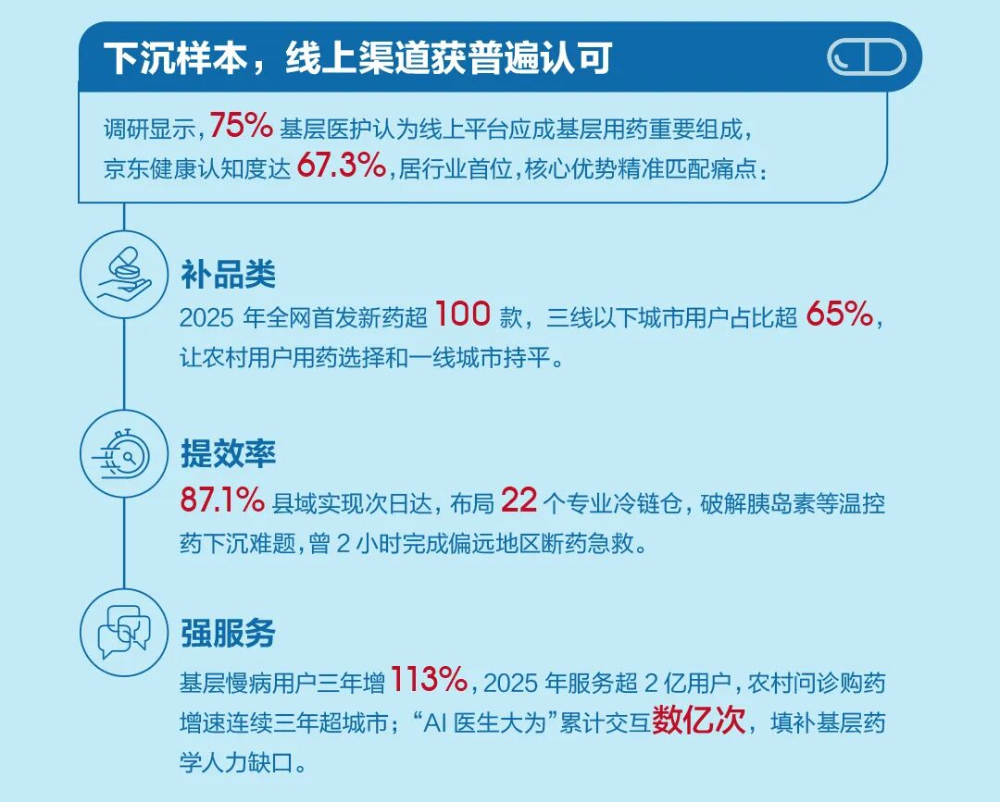 下沉样本，线上渠道获普遍认可
调研显示，75% 基层医护认为线上平台应成基层用药重要组成，
京东健康认知度达 67.3%，居行业首位，核心优势精准匹配痛点：
补品类
2025 年全网首发新药超 100 款，三线以下城市用户占比超 65%，
让农村用户用药选择和一线城市持平。
提效率
87.1% 县域实现次日达，布局 22 个专业冷链仓，破解胰岛素等温控
药下沉难题，曾 2 小时完成偏远地区断药急救。
强服务
基层慢病用户三年增 113%，2025 年服务超 2 亿用户，农村问诊购药
增速连续三年超城市；“AI 医生大为”累计交互数亿次，填补基层药
学人力缺口。